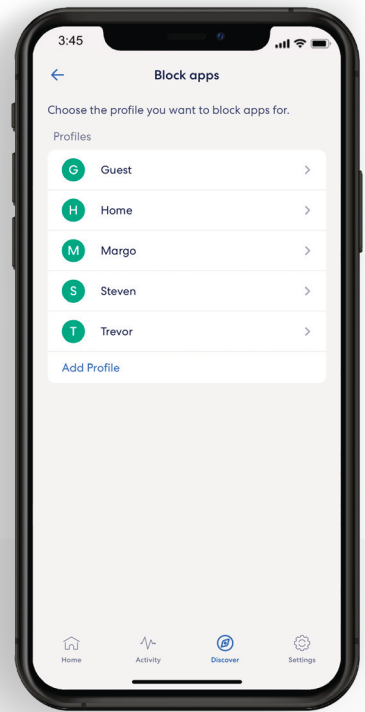 3:45
Block apps
Choose the profile you want to block apps for.
Profiles
G Guest
H Home
M Margo
S Steven
T Trevor
Add Profile
Home Activity Discover Settings